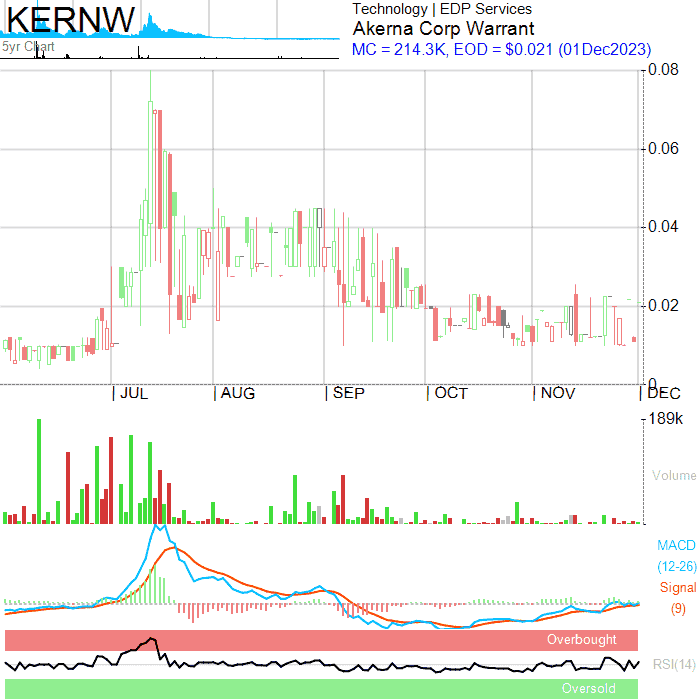 KERNW
5yr Chart
Technology | EDP Services
Akerna Corp Warrant
MC = 214.3K, EOD = $0.021 (01Dec2023)
0.08
0.06
0.04
0.02
0
JUL AUG SEP OCT NOV DEC
189k
Volume
MACD
(12-26)
Signal
(9)
Overbought
RSI(14)
Oversold